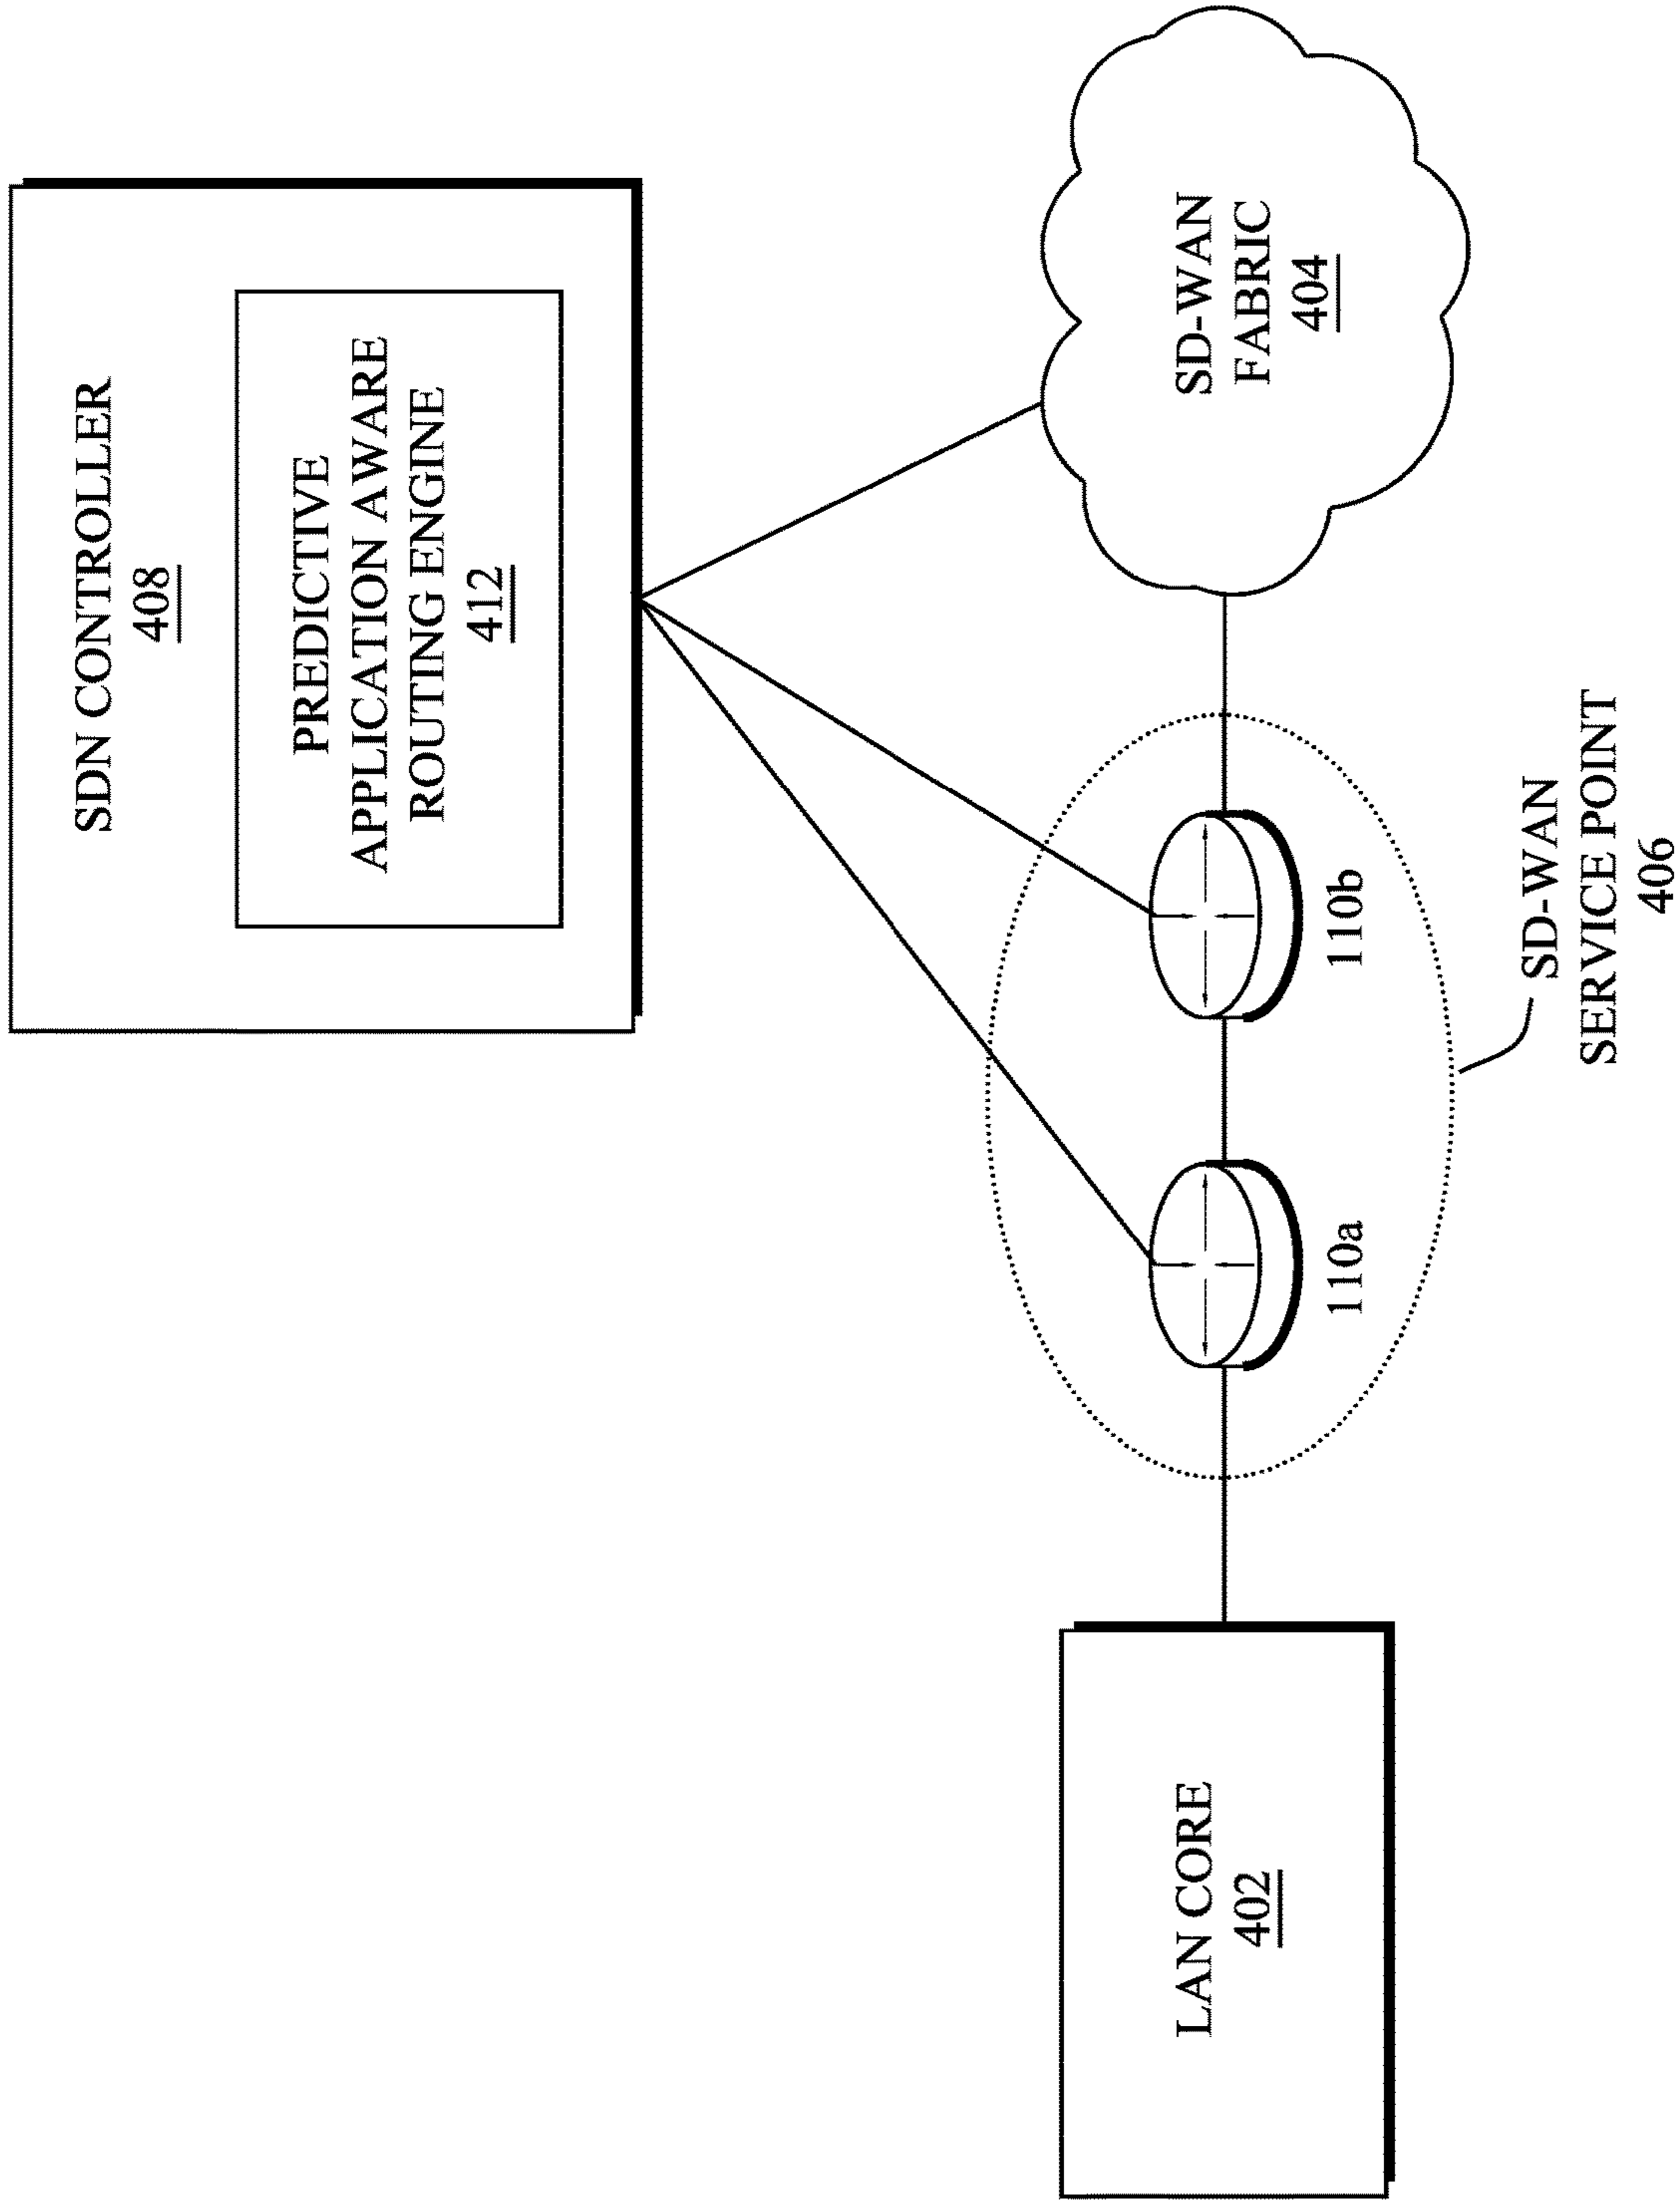 SDN CONTROLLER
408
PREDICTIVE
APPLICATION AWARE
ROUTING ENGINE
412
LAN CORE
402
110a
110b
SD-WAN
FABRIC
404
SD-WAN
SERVICE POINT
406